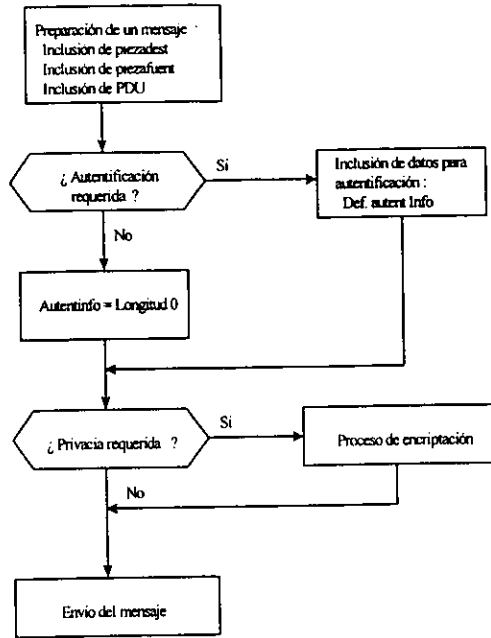 Preparación de un mensaje
Inclusión de piezadest
Inclusión de piezafuent
Inclusión de PDU
¿ Autentificación
requerida ?
Sí
Inclusión de datos para
autentificación :
Def. autent Info
No
Autentinfo = Longitud 0
¿ Privacia requerida ?
Si
Proceso de encriptación
No
Envio del mensaje